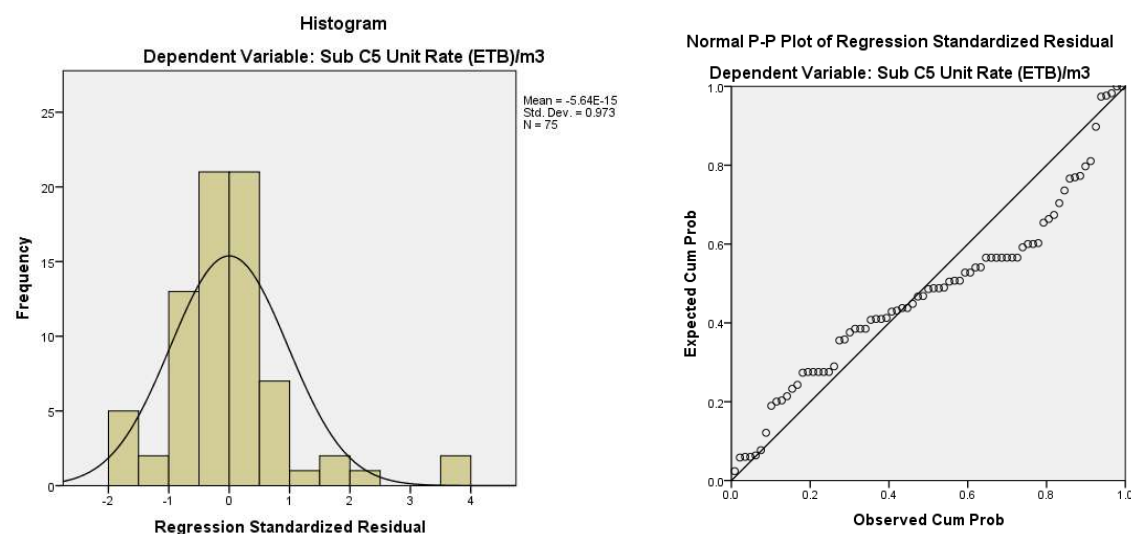 Histogram
Dependent Variable: Sub C5 Unit Rate (ETB)/m3
Mean = -5.64E-15
Std. Dev. = 0.973
N = 75
25
20
15
10
5
0
Frequency
-2 -1 0 1 2 3 4
Regression Standardized Residual
Normal P-P Plot of Regression Standardized Residual
Dependent Variable: Sub C5 Unit Rate (ETB)/m3
1.0
0.8
0.6
0.4
0.2
0.0
Expected Cum Prob
0.0 0.2 0.4 0.6 0.8 1.0
Observed Cum Prob